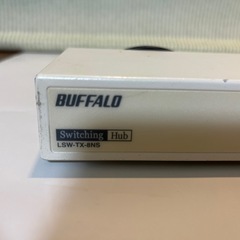 BUFFALO
Switching Hub
LSW-TX-8NS